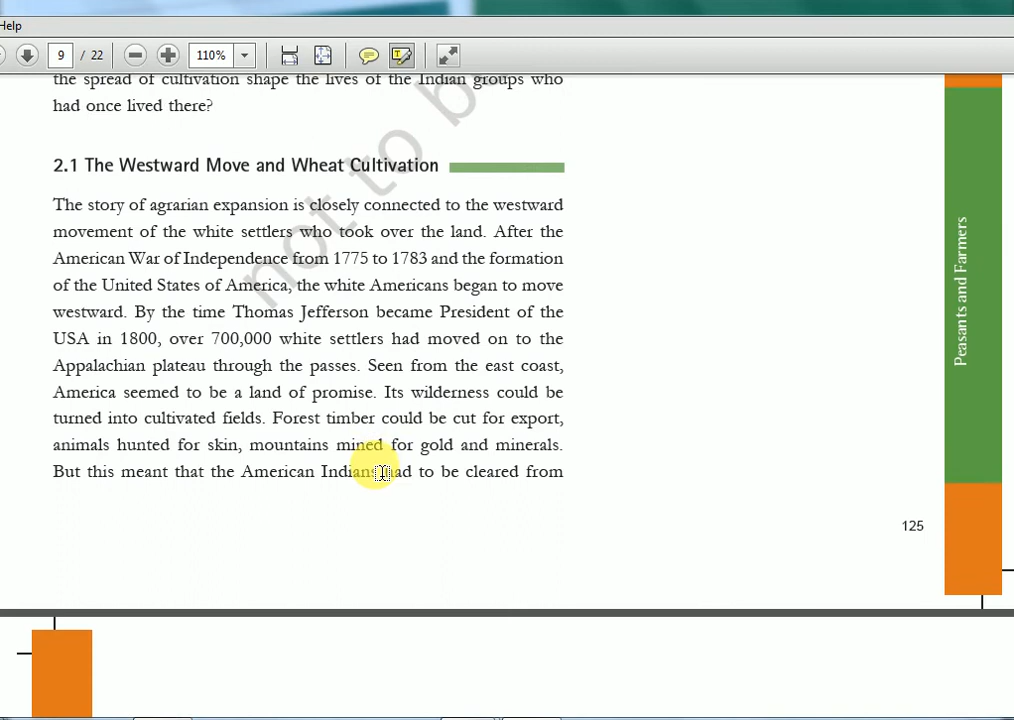 Help
9 / 22
110%
the spread of cultivation shape the lives of the Indian groups who
had once lived there?
2.1 The Westward Move and Wheat Cultivation
The story of agrarian expansion is closely connected to the westward
movement of the white settlers who took over the land. After the
American War of Independence from 1775 to 1783 and the formation
of the United States of America, the white Americans began to move
westward. By the time Thomas Jefferson became President of the
USA in 1800, over 700,000 white settlers had moved on to the
Appalachian plateau through the passes. Seen from the east coast,
America seemed to be a land of promise. Its wilderness could be
turned into cultivated fields. Forest timber could be cut for export,
animals hunted for skin, mountains mined for gold and minerals.
But this meant that the American Indians had to be cleared from
not to b
Peasants and Farmers
125